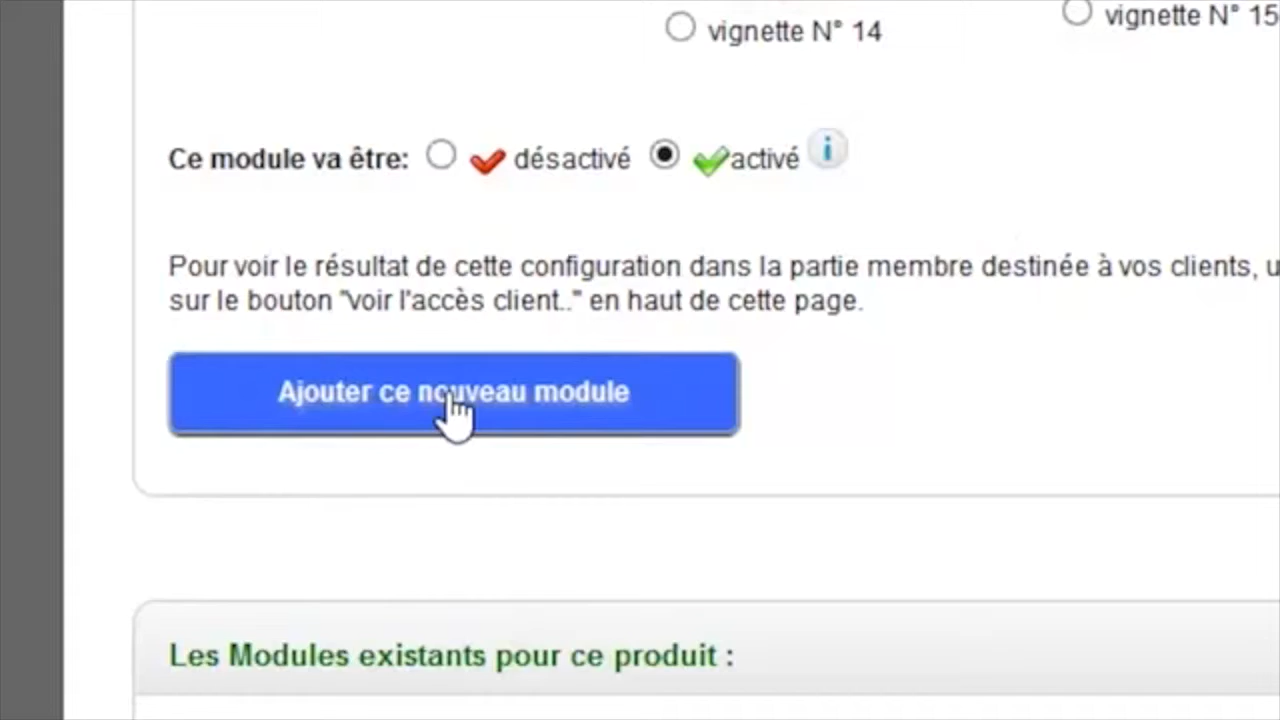 vignette N° 14
vignette N° 15
Ce module va être: désactivé activé
Pour voir le résultat de cette configuration dans la partie membre destinée à vos clients,
sur le bouton "voir l'accès client.." en haut de cette page.
Ajouter ce nouveau module
Les Modules existants pour ce produit :